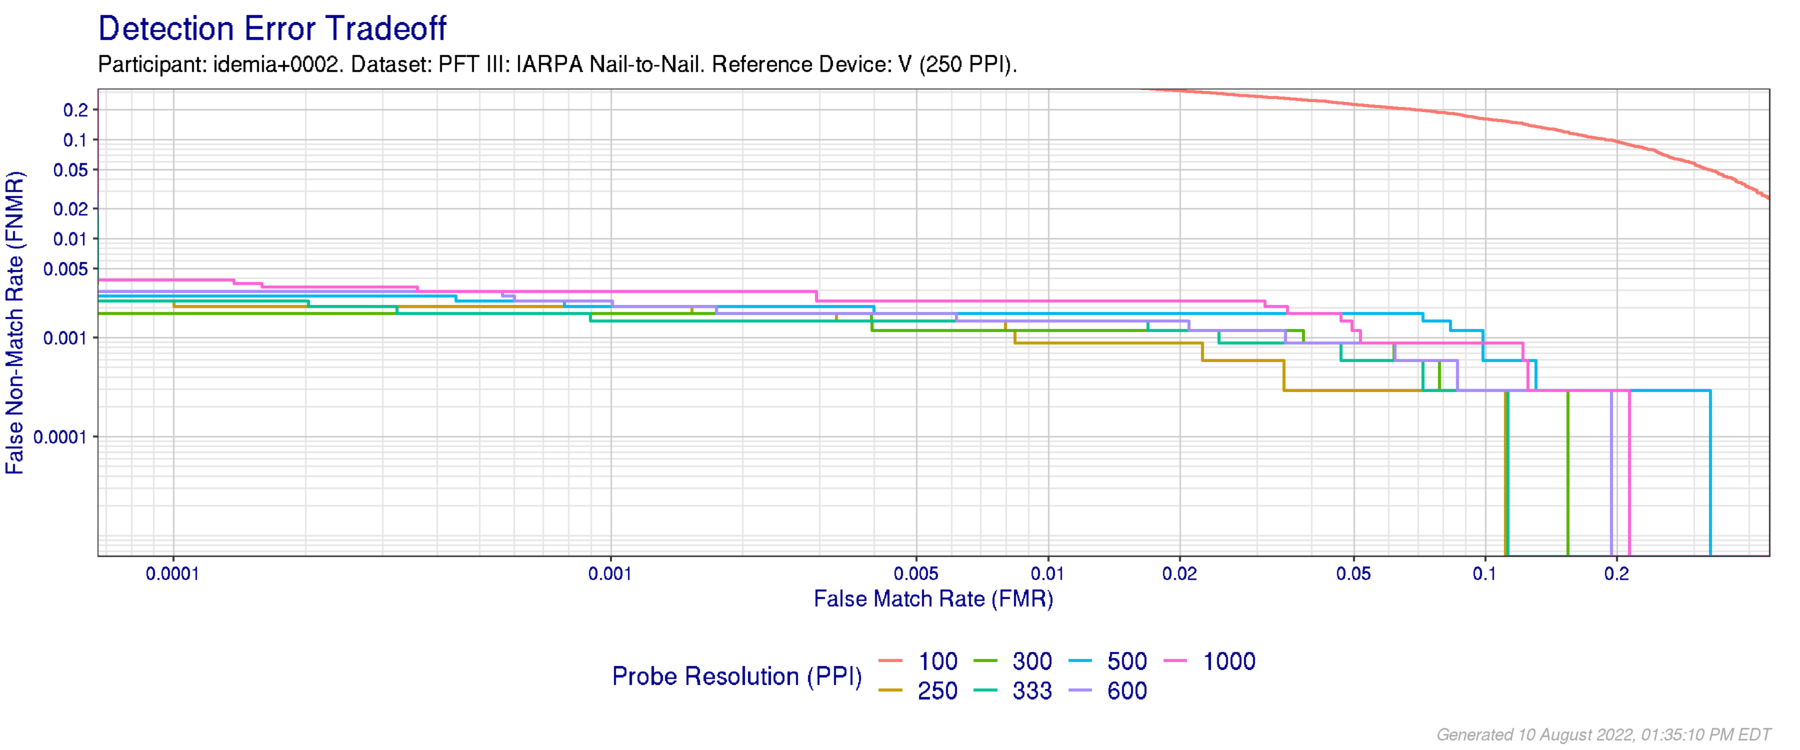 Detection Error Tradeoff
Participant: idemia+0002. Dataset: PFT III: IARPA Nail-to-Nail. Reference Device: V (250 PPI).
False Non-Match Rate (FNMR)
0.2
0.1
0.05
0.02
0.01
0.005
0.001
0.0001
0.0001 0.001 0.005 0.01 0.02 0.05 0.1 0.2
False Match Rate (FMR)
Probe Resolution (PPI)
100 300 500 1000
250 333 600
Generated 10 August 2022, 01:35:10 PM EDT